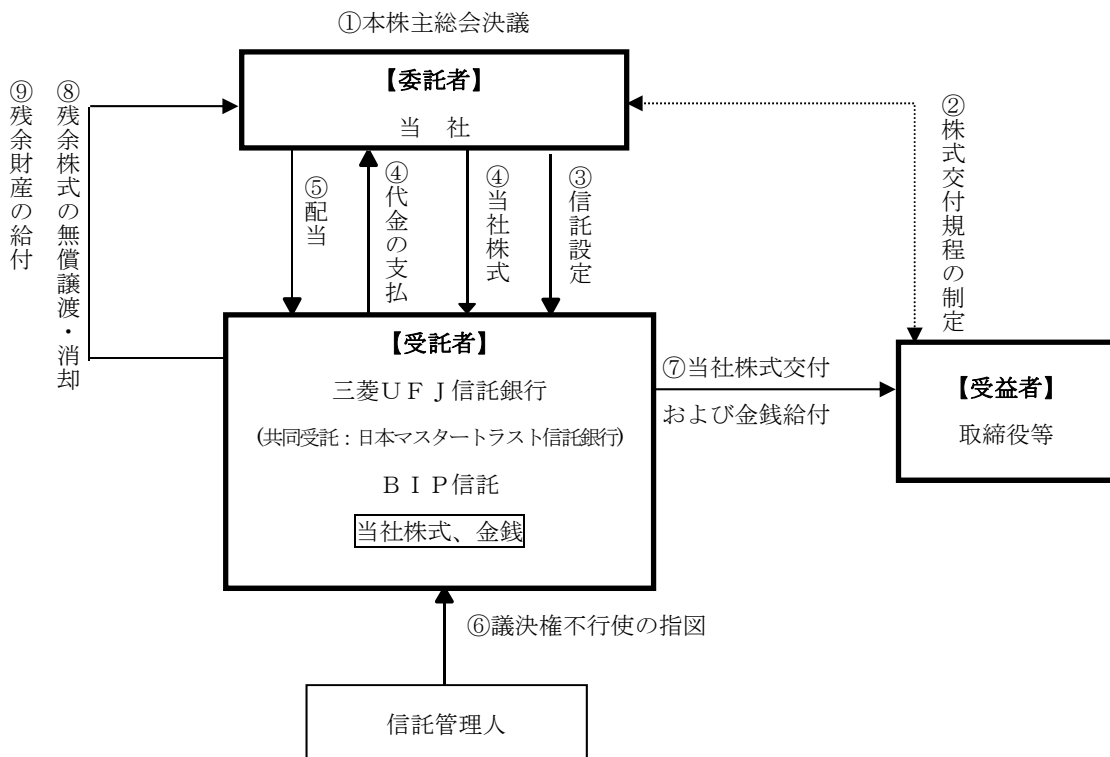 ①本株主総会決議
【委託者】
当 社
⑨残余財産の給付
⑧残余株式の無償譲渡・消却
⑤配当
④代金の支払
④当社株式
③信託設定
②株式交付規程の制定
【受託者】
三菱UFJ信託銀行
(共同受託：日本マスタートラスト信託銀行)
BIP信託
当社株式、金銭
⑦当社株式交付
および金銭給付
【受益者】
取締役等
⑥議決権不行使の指図
信託管理人